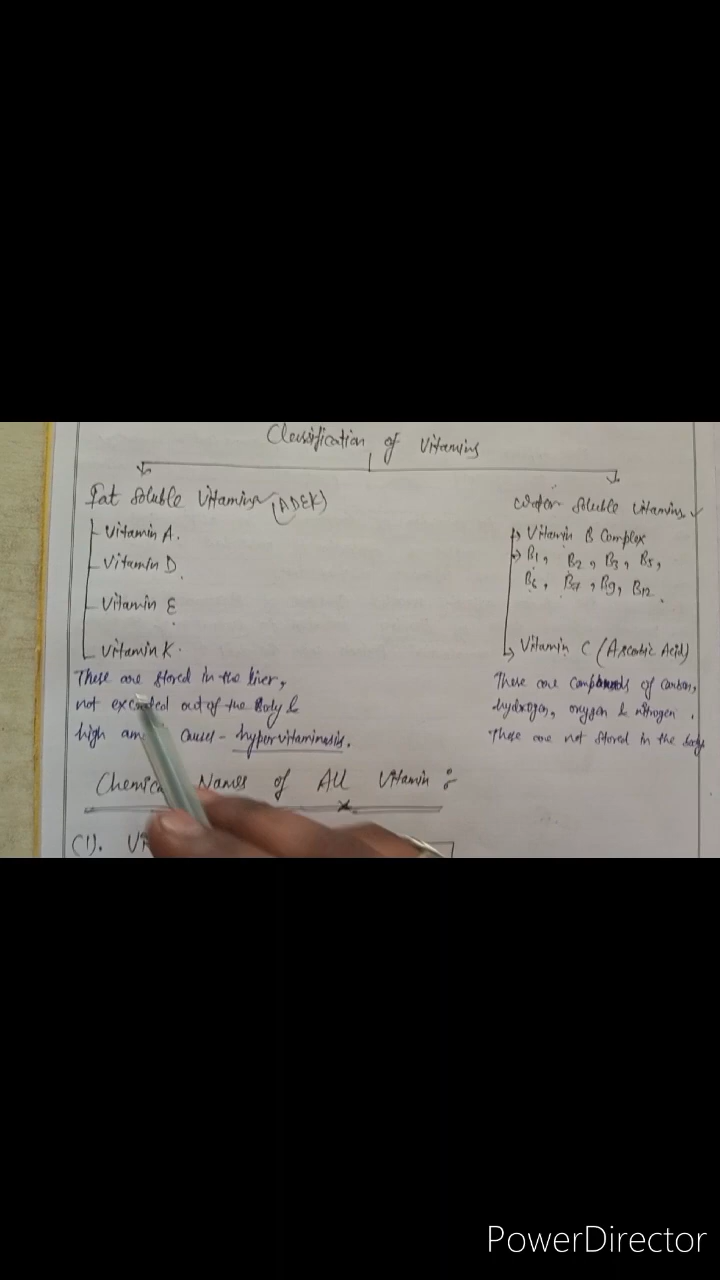 Classification of Vitamins
Fat Soluble Vitamins (ADEK)
Vitamin A.
Vitamin D
Vitamin E
Vitamin K.
These are stored in the liver,
not excreted out of the Body &
high am causes - hypervitaminosis.
Water Soluble Vitamins
Vitamin B Complex
B1, B2, B3, B5,
B6, B7, B9, B12.
Vitamin C (Ascorbic Acid)
These are compounds of carbon,
hydrogen, oxygen & nitrogen.
These are not stored in the body
Chemical Names of All Vitamin :
(1). Vi
PowerDirector